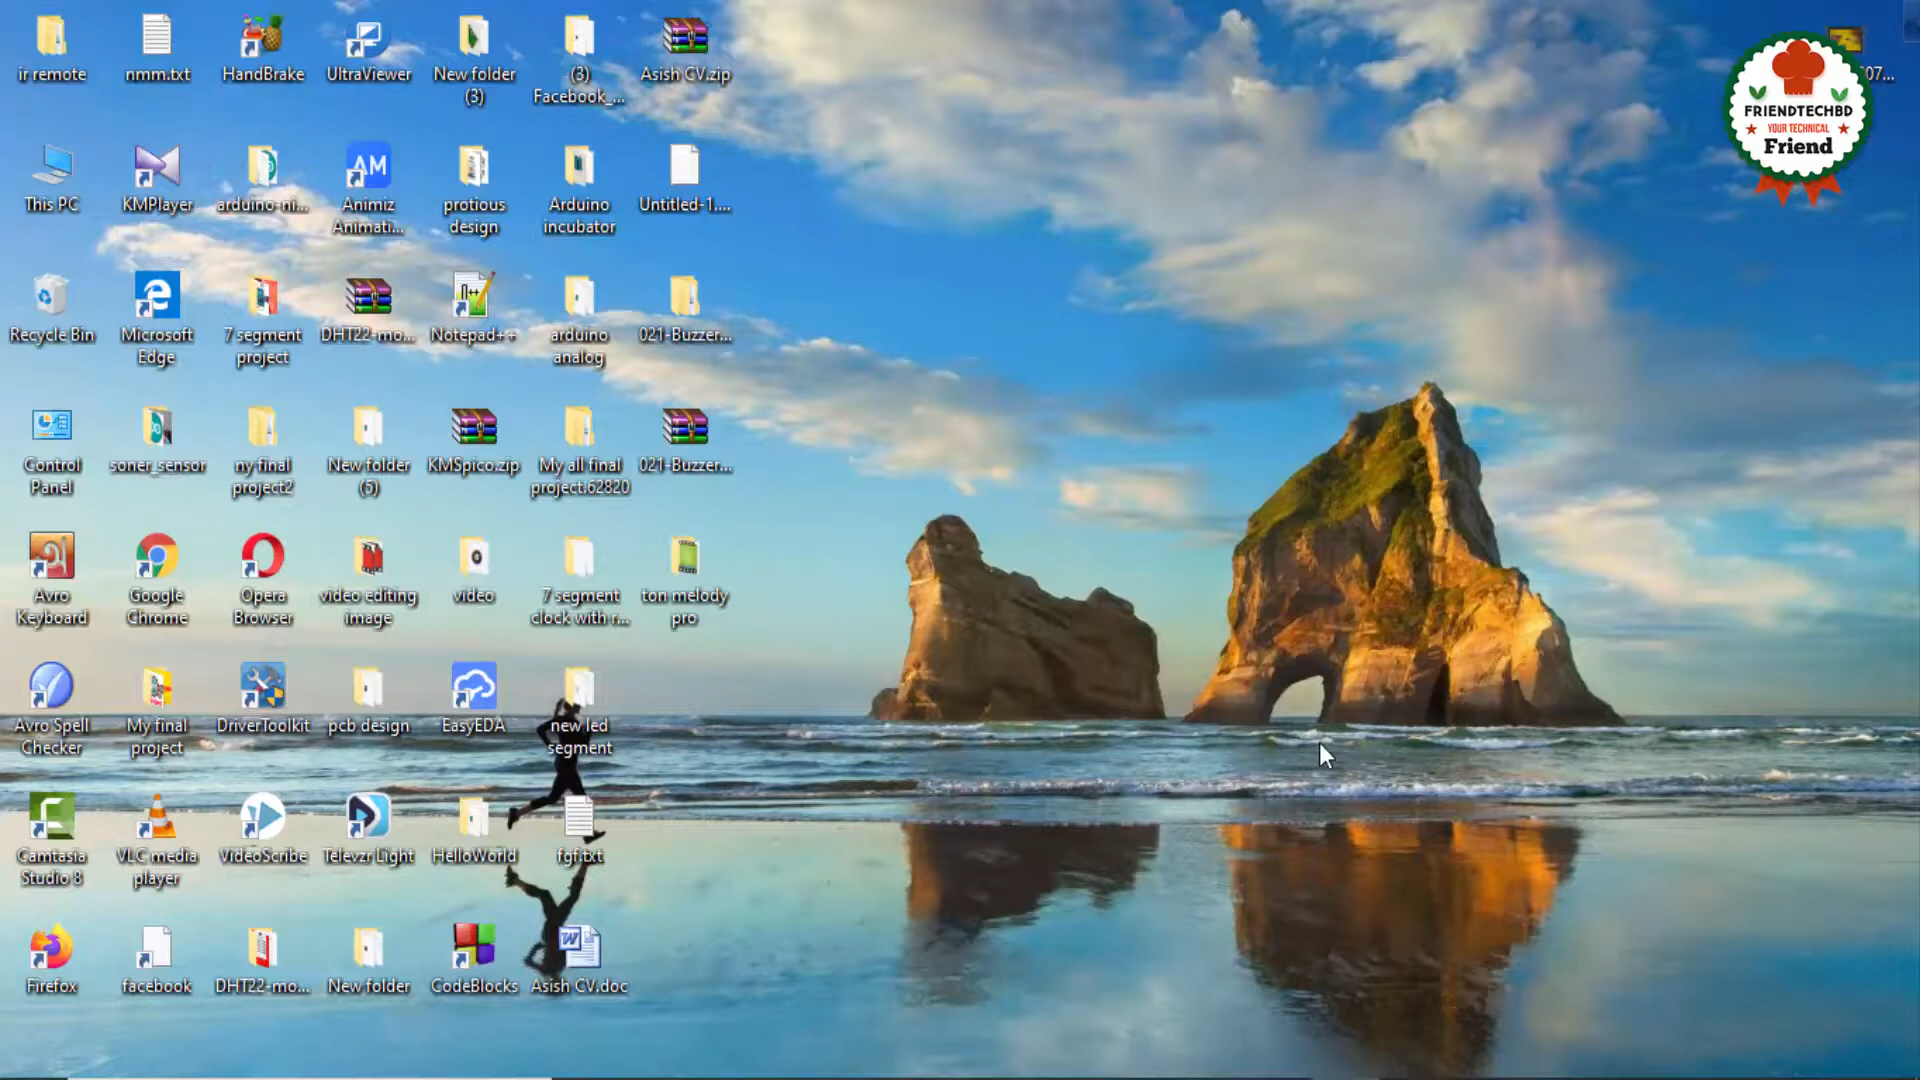 ir remote
nmm.txt
HandBrake
UltraViewer
New folder
(3)
(3)
Facebook_...
Asish CV.zip
07...
FRIENDTECHBD
YOUR TECHNICAL
Friend
This PC
KMPlayer
arduino-ni...
AM
Animiz
Animati...
protious
design
Arduino
incubator
Untitled-1....
Recycle Bin
Microsoft
Edge
7 segment
project
DHT22-mo...
Notepad++
arduino
analog
021-Buzzer...
Control
Panel
soner_sensor
ny final
project2
New folder
(5)
KMSpico.zip
My all final
project.62820
021-Buzzer...
Avro
Keyboard
Google
Chrome
Opera
Browser
video editing
image
video
7 segment
clock with r...
ton melody
pro
Avro Spell
Checker
My final
project
DriverToolkit
pcb design
EasyEDA
new led
segment
Camtasia
Studio 8
VLC media
player
VideoScribe
Televzr Light
HelloWorld
fgf.txt
Firefox
facebook
DHT22-mo...
New folder
CodeBlocks
Asish CV.doc